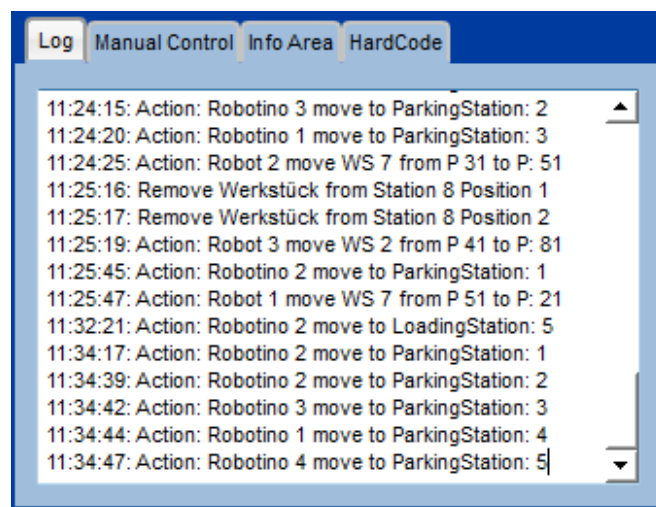 Log Manual Control Info Area HardCode
11:24:15: Action: Robotino 3 move to ParkingStation: 2
11:24:20: Action: Robotino 1 move to ParkingStation: 3
11:24:25: Action: Robot 2 move WS 7 from P 31 to P: 51
11:25:16: Remove Werkstück from Station 8 Position 1
11:25:17: Remove Werkstück from Station 8 Position 2
11:25:19: Action: Robot 3 move WS 2 from P 41 to P: 81
11:25:45: Action: Robotino 2 move to ParkingStation: 1
11:25:47: Action: Robot 1 move WS 7 from P 51 to P: 21
11:32:21: Action: Robotino 2 move to LoadingStation: 5
11:34:17: Action: Robotino 2 move to ParkingStation: 1
11:34:39: Action: Robotino 2 move to ParkingStation: 2
11:34:42: Action: Robotino 3 move to ParkingStation: 3
11:34:44: Action: Robotino 1 move to ParkingStation: 4
11:34:47: Action: Robotino 4 move to ParkingStation: 5